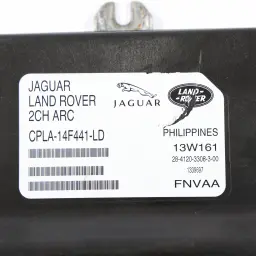 JAGUAR
LAND ROVER
2CH ARC
CPLA-14F441-LD
JAGUAR
LAND-
ROVER
PHILIPPINES
13W161
28-4120-3308-3-00
1339597
FNVAA